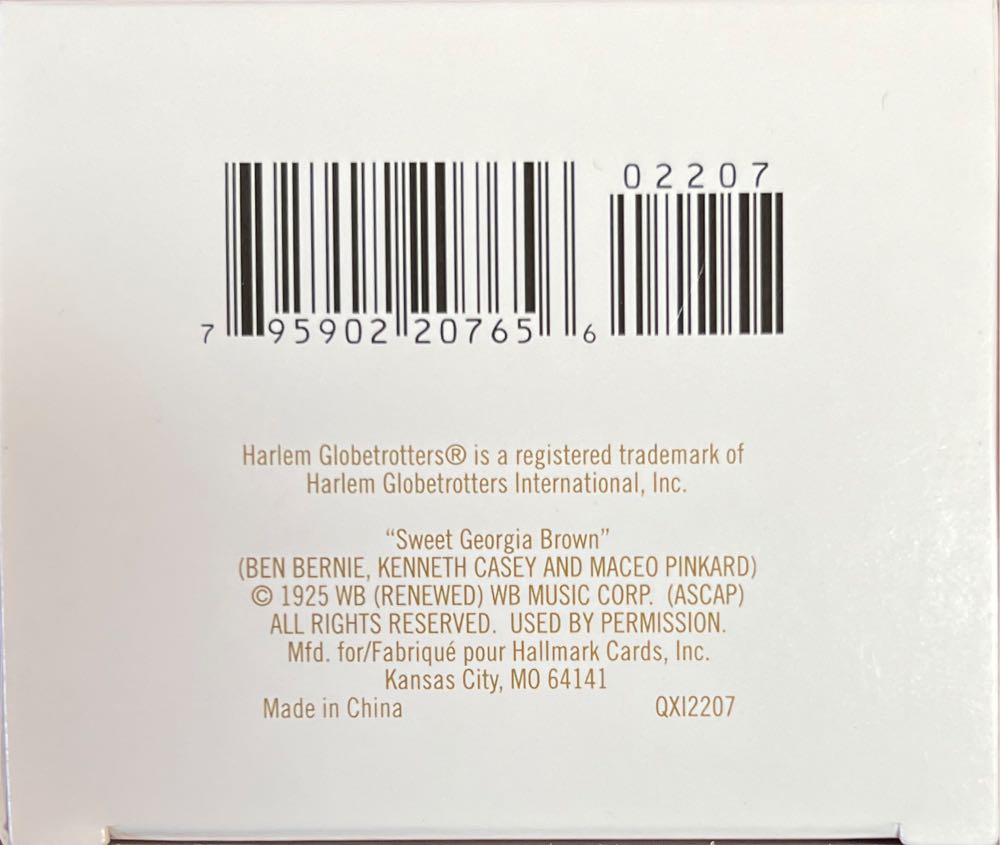 02207
7 95902 20765 6
Harlem Globetrotters® is a registered trademark of
Harlem Globetrotters International, Inc.
“Sweet Georgia Brown”
(BEN BERNIE, KENNETH CASEY AND MACEO PINKARD)
© 1925 WB (RENEWED) WB MUSIC CORP. (ASCAP)
ALL RIGHTS RESERVED. USED BY PERMISSION.
Mfd. for/Fabriqué pour Hallmark Cards, Inc.
Kansas City, MO 64141
Made in China QXI2207